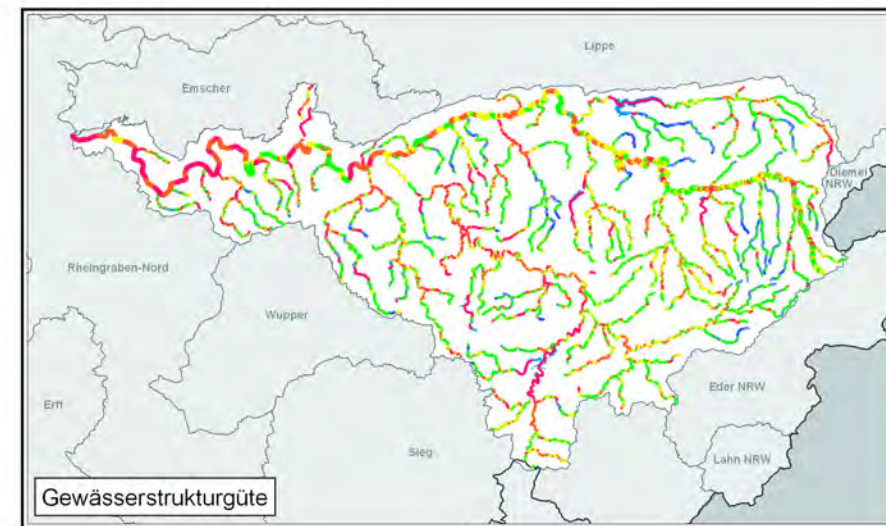 Lippe
Emscher
Diemel
NRW
Rheingraben-Nord
Wupper
Eder NRW
Erft
Sieg
Lahn NRW
Gewässerstrukturgüte